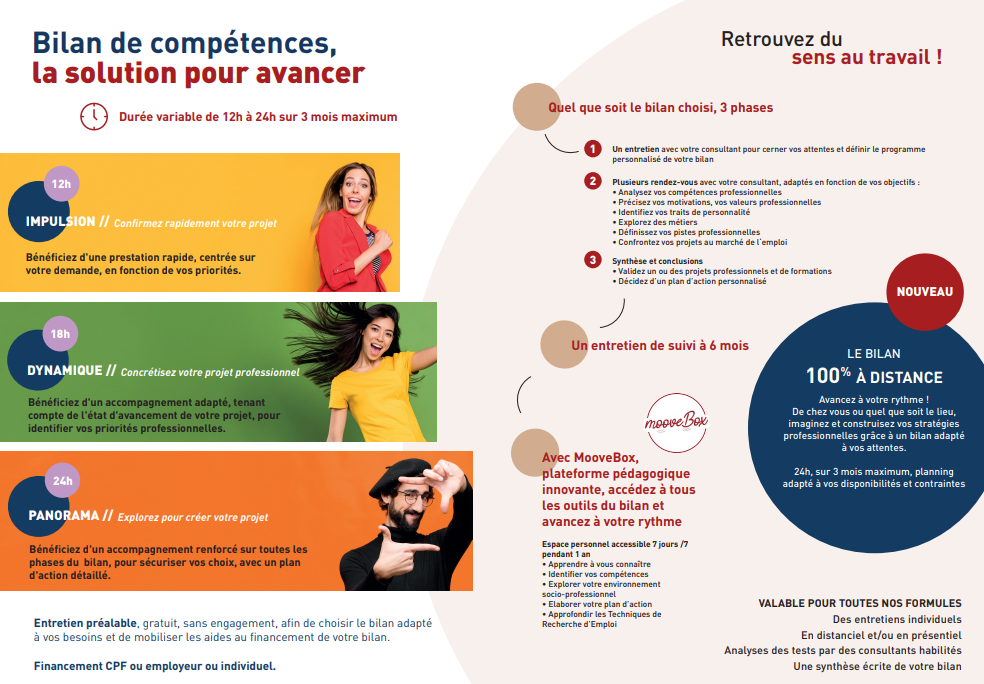 Bilan de compétences,
la solution pour avancer
Durée variable de 12h à 24h sur 3 mois maximum
12h
IMPULSION // Confirmez rapidement votre projet
Bénéficiez d'une prestation rapide, centrée sur
votre demande, en fonction de vos priorités.
18h
DYNAMIQUE // Concrétisez votre projet professionnel
Bénéficiez d'un accompagnement adapté, tenant
compte de l'état d'avancement de votre projet, pour
identifier vos priorités professionnelles.
24h
PANORAMA // Explorez pour créer votre projet
Bénéficiez d'un accompagnement renforcé sur toutes les
phases du bilan, pour sécuriser vos choix, avec un plan
d'action détaillé.
Entretien préalable, gratuit, sans engagement, afin de choisir le bilan adapté
à vos besoins et de mobiliser les aides au financement de votre bilan.
Financement CPF ou employeur ou individuel.
Retrouvez du
sens au travail !
Quel que soit le bilan choisi, 3 phases
1 Un entretien avec votre consultant pour cerner vos attentes et définir le programme
personnalisé de votre bilan
2 Plusieurs rendez-vous avec votre consultant, adaptés en fonction de vos objectifs :
• Analysez vos compétences professionnelles
• Précisez vos motivations, vos valeurs professionnelles
• Identifiez vos traits de personnalité
• Explorez des métiers
• Définissez vos pistes professionnelles
• Confrontez vos projets au marché de l'emploi
3 Synthèse et conclusions
• Validez un ou des projets professionnels et de formations
• Décidez d'un plan d'action personnalisé
Un entretien de suivi à 6 mois
mooveBox
Avec MooveBox,
plateforme pédagogique
innovante, accédez à tous
les outils du bilan et
avancez à votre rythme
Espace personnel accessible 7 jours /7
pendant 1 an
• Apprendre à vous connaître
• Identifier vos compétences
• Explorer votre environnement
socio-professionnel
• Elaborer votre plan d'action
• Approfondir les Techniques de
Recherche d'Emploi
NOUVEAU
LE BILAN
100% À DISTANCE
Avancez à votre rythme !
De chez vous ou quel que soit le lieu,
imaginez et construisez vos stratégies
professionnelles grâce à un bilan adapté
à vos attentes.
24h, sur 3 mois maximum, planning
adapté à vos disponibilités et contraintes
VALABLE POUR TOUTES NOS FORMULES
Des entretiens individuels
En distanciel et/ou en présentiel
Analyses des tests par des consultants habilités
Une synthèse écrite de votre bilan